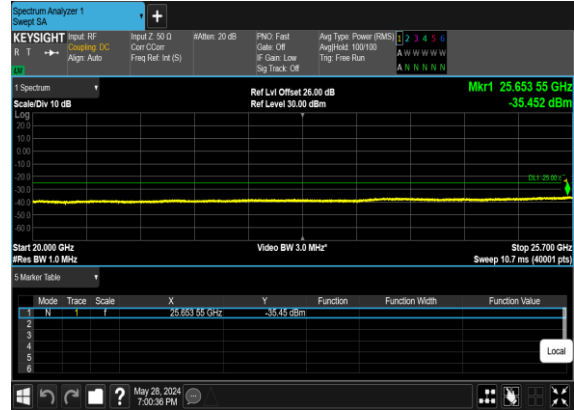 Spectrum Analyzer 1
Swept SA
+
KEYSIGHT Input: RF Input Z: 50 Ω #Atten: 20 dB PNO: Fast Avg Type: Power (RMS) 1 2 3 4 5 6
R T Coupling: DC Corr CCorr Gate: Off Avg|Hold: 100/100 A W W W W W
Align: Auto Freq Ref: Int (S) IF Gain: Low Trig: Free Run
LM Sig Track: Off A N N N N N
1 Spectrum Ref Lvl Offset 26.00 dB Mkr1 25.653 55 GHz
Scale/Div 10 dB Ref Level 30.00 dBm -35.452 dBm
Log
20.0
10.0
0.00
-10.0
-20.0
DL1 -25.00
-30.0
-40.0
-50.0
-60.0
Start 20.000 GHz Video BW 3.0 MHz* Stop 25.700 GHz
#Res BW 1.0 MHz Sweep 10.7 ms (40001 pts)
5 Marker Table
Mode Trace Scale X Y Function Function Width Function Value
1 N 1 f 25.653 55 GHz -35.45 dBm
2
3
4
5
6
Local
? May 28, 2024
7:00:36 PM